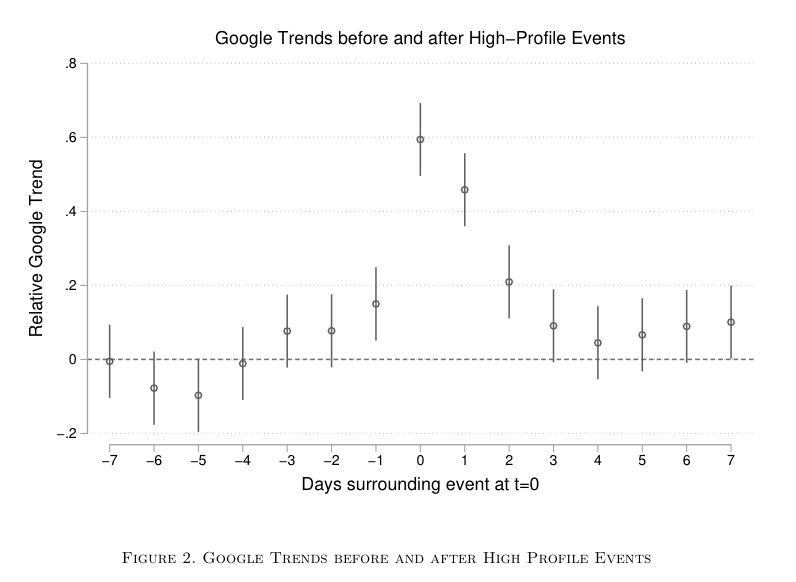 Google Trends before and after High−Profile Events
.8
.6
.4
.2
0
−.2
Relative Google Trend
−7 −6 −5 −4 −3 −2 −1 0 1 2 3 4 5 6 7
Days surrounding event at t=0
Figure 2. Google Trends before and after High Profile Events